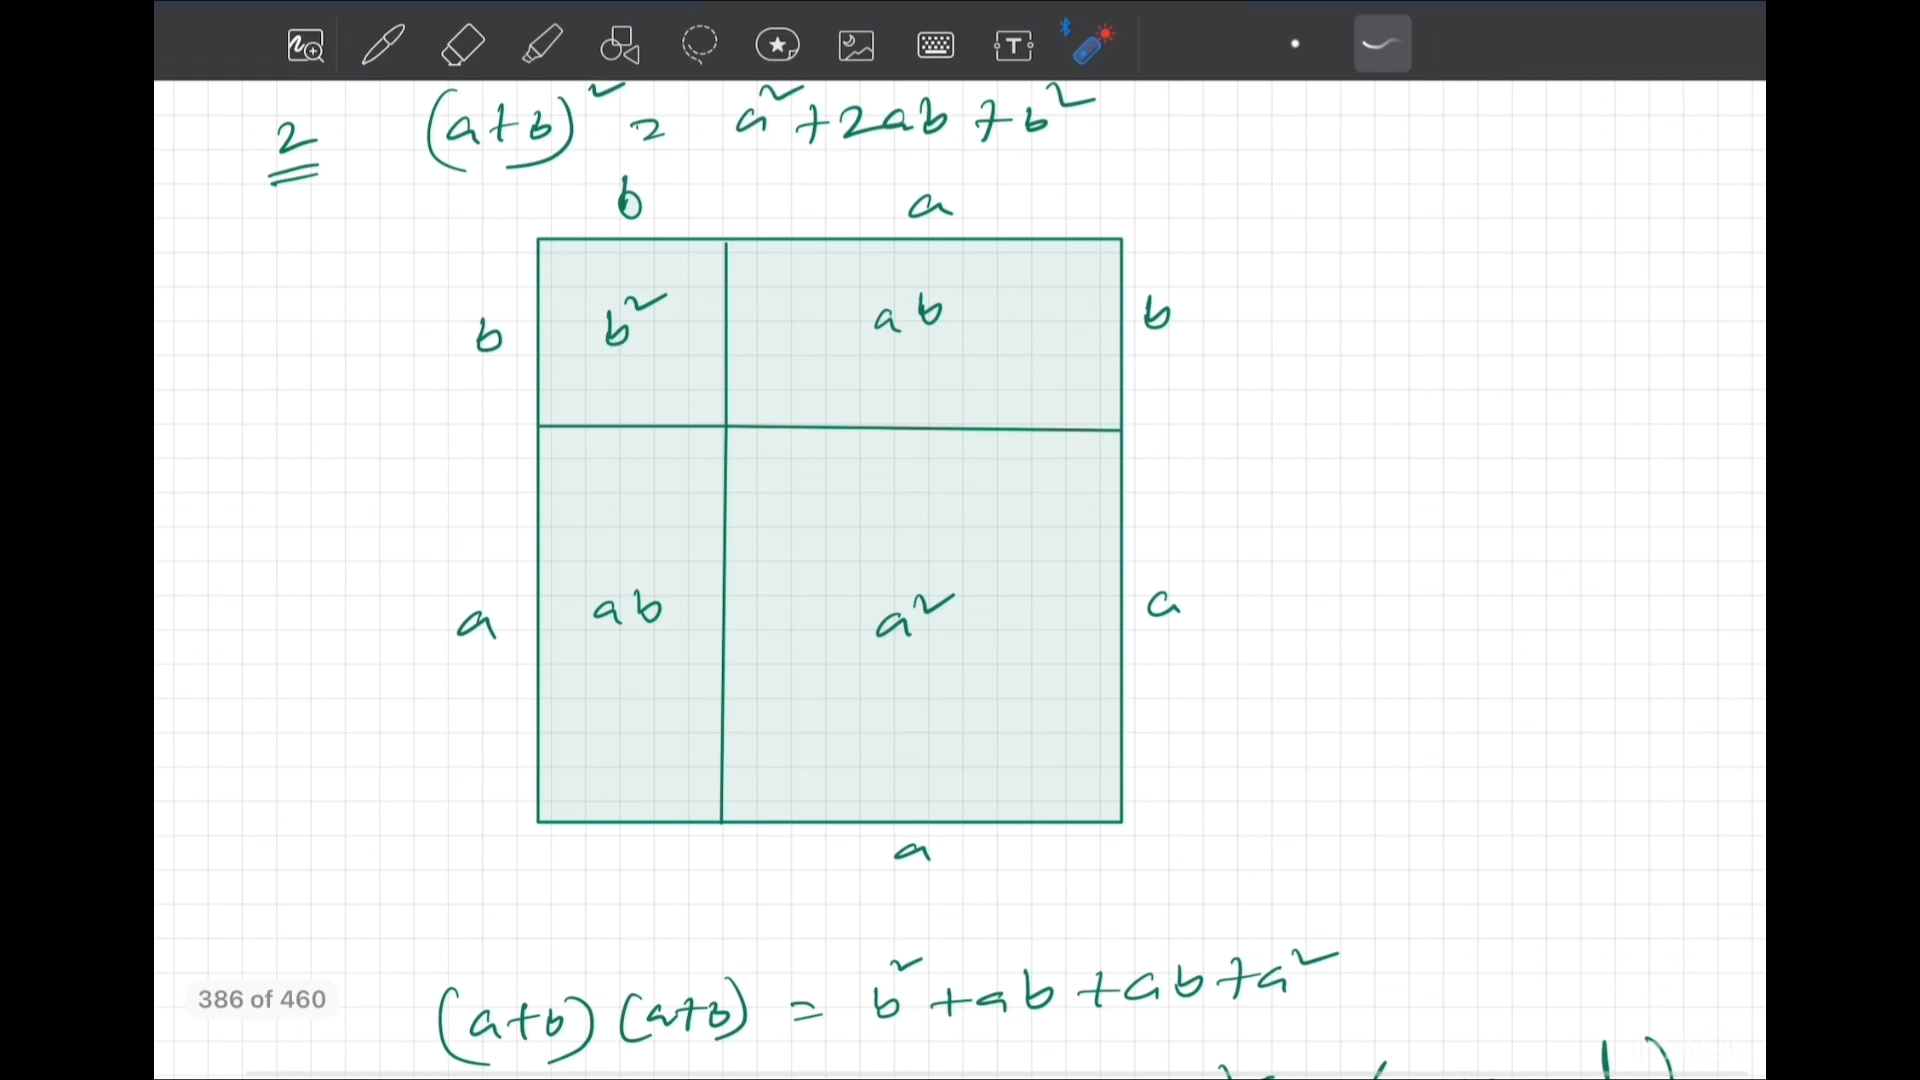 2 (a+b)² = a²+2ab+b²
b a
b b² ab b
a ab a² a
a
386 of 460
(a+b)(a+b) = b²+ab+ab+a²